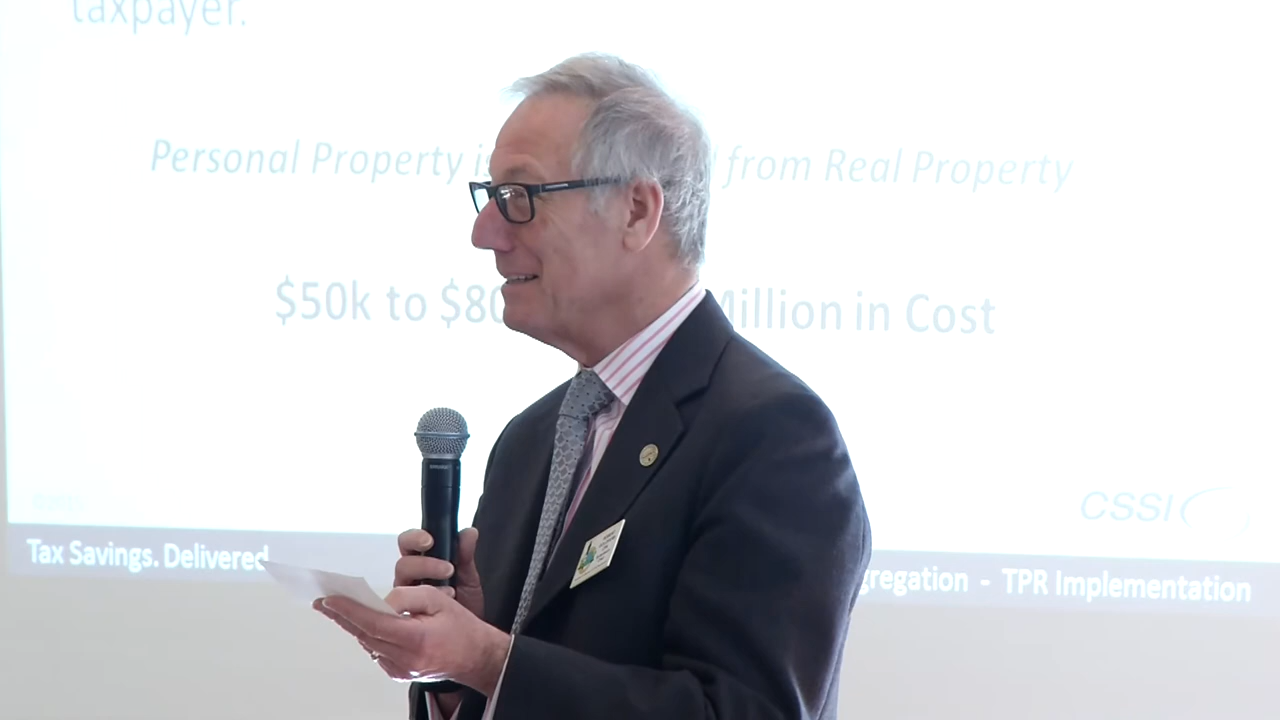 taxpayer.
Personal Property is from Real Property
$50k to $80 illion in Cost
CSSI
Tax Savings. Delivered gregation - TPR Implementation